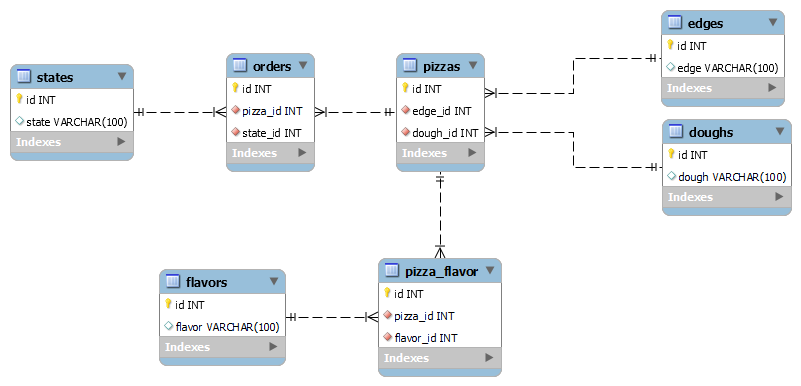 states
id INT
state VARCHAR(100)
Indexes
orders
id INT
pizza_id INT
state_id INT
Indexes
pizzas
id INT
edge_id INT
dough_id INT
Indexes
edges
id INT
edge VARCHAR(100)
Indexes
doughs
id INT
dough VARCHAR(100)
Indexes
flavors
id INT
flavor VARCHAR(100)
Indexes
pizza_flavor
id INT
pizza_id INT
flavor_id INT
Indexes